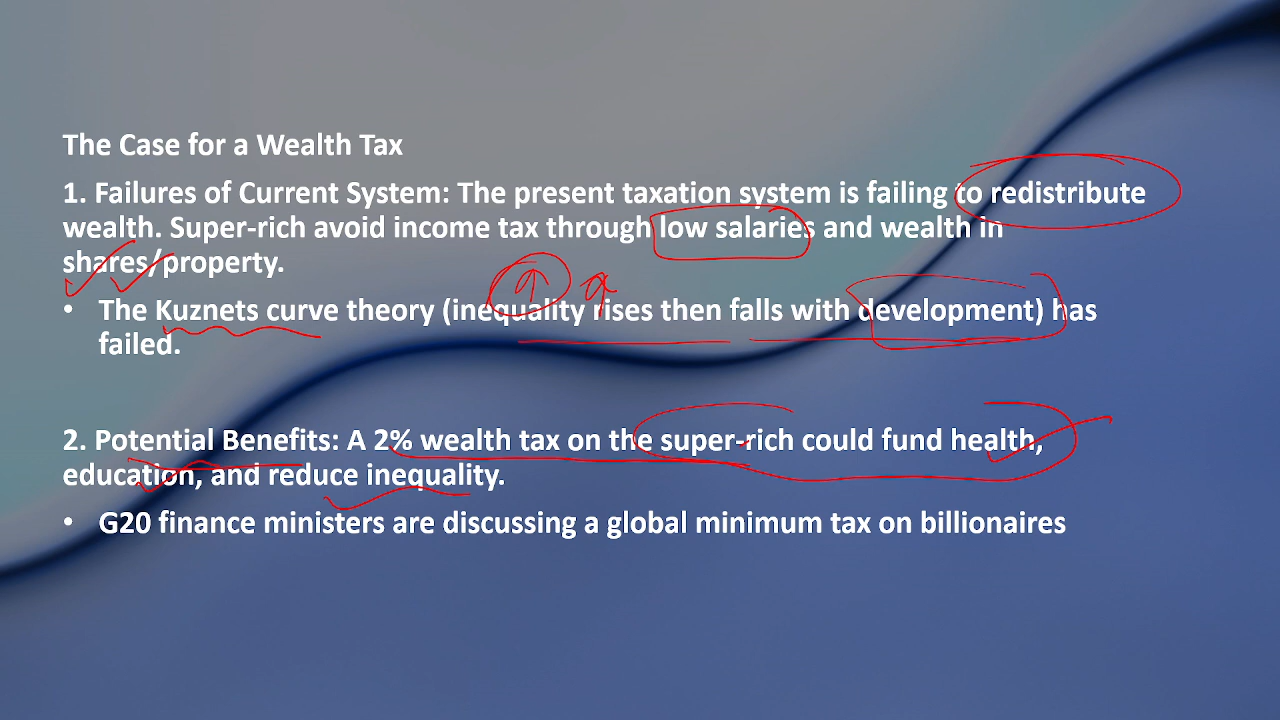 The Case for a Wealth Tax
1. Failures of Current System: The present taxation system is failing to redistribute
wealth. Super-rich avoid income tax through low salaries and wealth in
shares/property.
• The Kuznets curve theory (inequality rises then falls with development) has
failed.
2. Potential Benefits: A 2% wealth tax on the super-rich could fund health,
education, and reduce inequality.
• G20 finance ministers are discussing a global minimum tax on billionaires